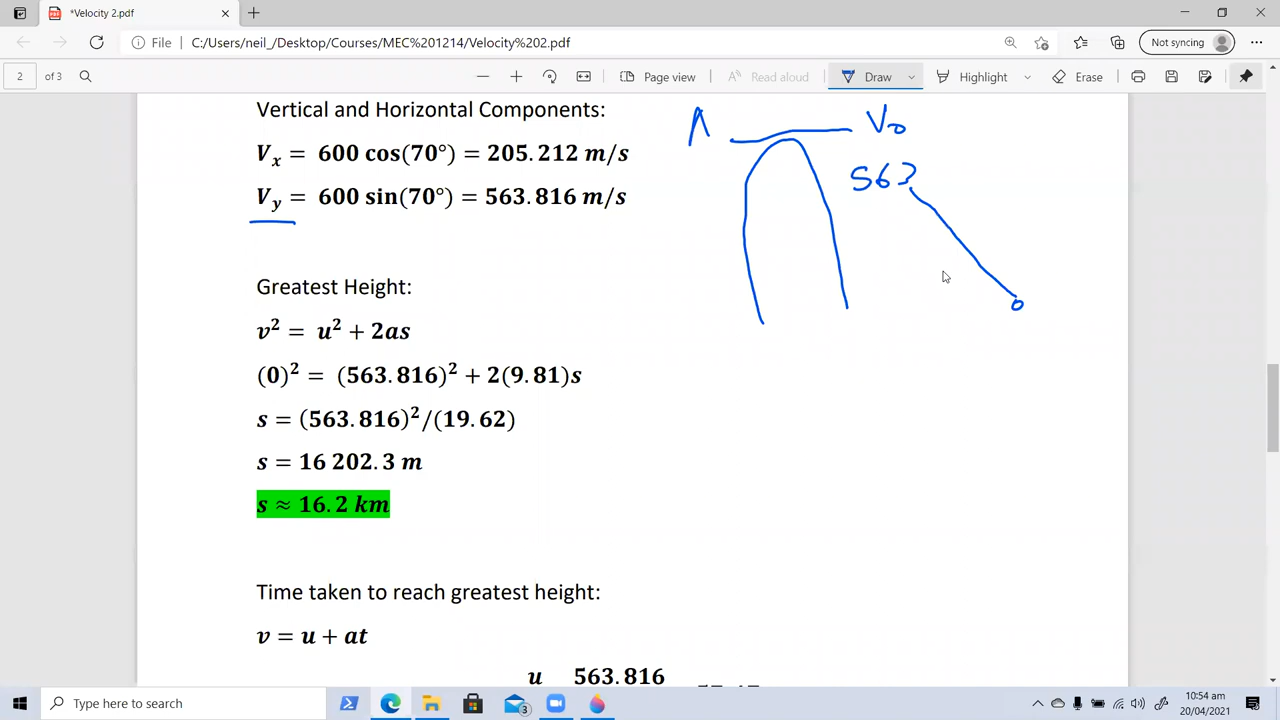 *Velocity 2.pdf
File C:/Users/neil_/Desktop/Courses/MEC%201214/Velocity%202.pdf Not syncing
2 of 3 Page view Read aloud Draw Highlight Erase
Vertical and Horizontal Components:
Vx = 600 cos(70°) = 205.212 m/s
Vy = 600 sin(70°) = 563.816 m/s
Greatest Height:
v² = u² + 2as
(0)² = (563.816)² + 2(9.81)s
s = (563.816)²/(19.62)
s = 16 202.3 m
s ≈ 16.2 km
Time taken to reach greatest height:
v = u + at
u 563.816
563
Type here to search
3
10:54 am
20/04/2021